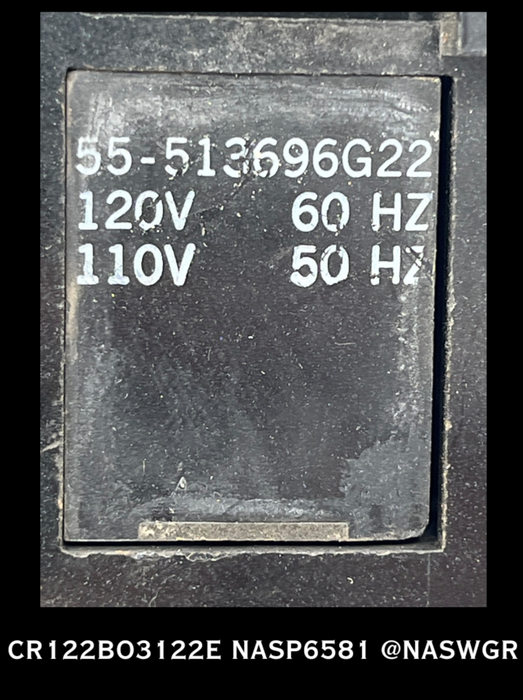 55-513696G22
120V 60 HZ
110V 50 HZ
CR122BO3122E NASP6581 @NASWGR